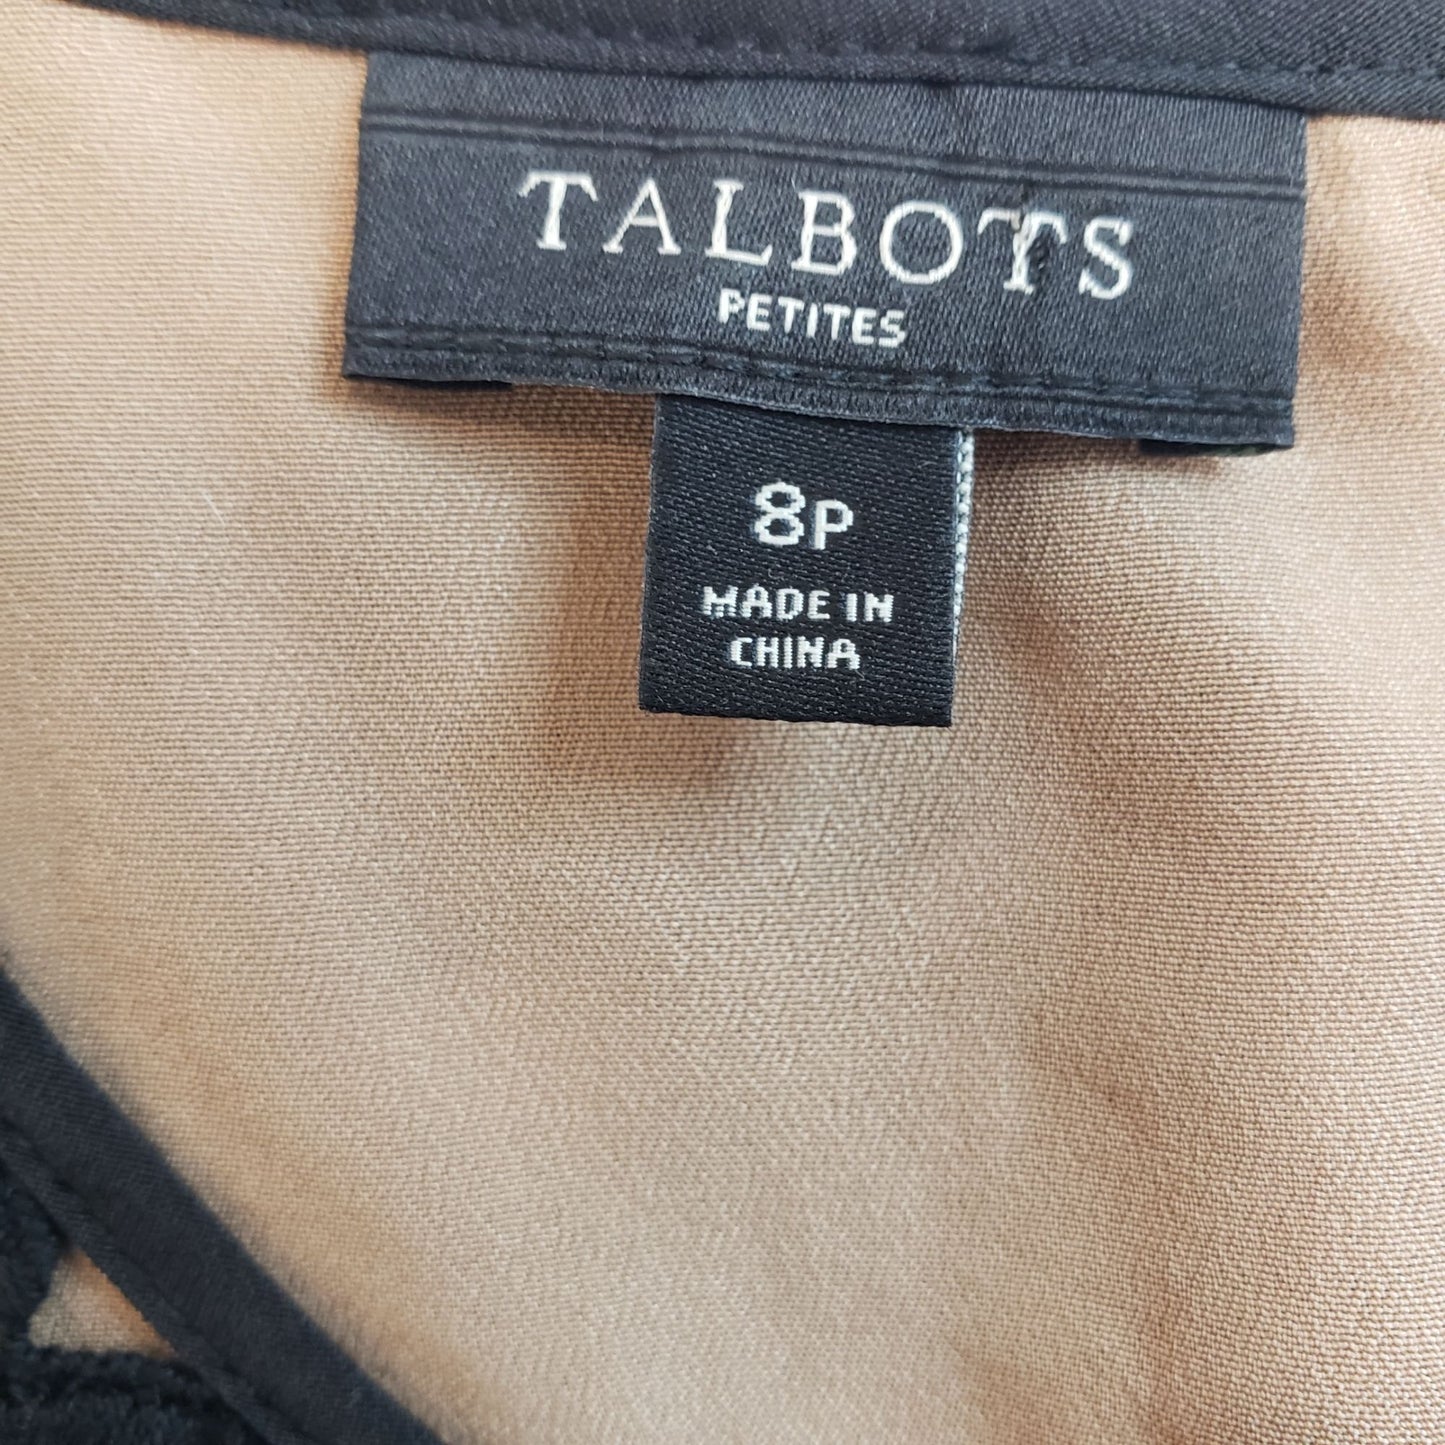 TALBOTS
PETITES
8P
MADE IN
CHINA